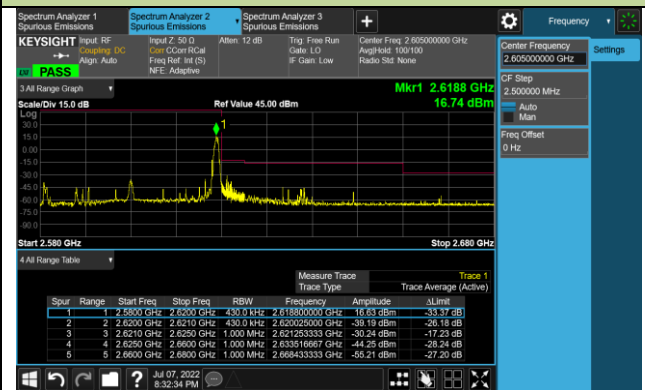 Spectrum Analyzer 1
Spurious Emissions
Spectrum Analyzer 2
Spurious Emissions
Spectrum Analyzer 3
Spurious Emissions
Frequency
KEYSIGHT
Input: RF
Coupling: DC
Align: Auto
Input Z: 50 Ω
Corr CCorr RCal
Freq Ref: Int (S)
NFE: Adaptive
Atten: 12 dB
Trig: Free Run
Gate: LO
IF Gain: Low
Center Freq: 2.605000000 GHz
Avg|Hold: 100/100
Radio Std: None
PASS
3 All Range Graph
Mkr1 2.6188 GHz
Scale/Div 15.0 dB
Ref Value 45.00 dBm
16.74 dBm
Log
30.0
15.0
0.00
-15.0
-30.0
-45.0
-60.0
-75.0
-90.0
1
Start 2.580 GHz
Stop 2.680 GHz
4 All Range Table
Measure Trace Trace 1
Trace Type Trace Average (Active)
Spur Range Start Freq Stop Freq RBW Frequency Amplitude ΔLimit
1 1 2.5800 GHz 2.6200 GHz 430.0 kHz 2.618800000 GHz 16.63 dBm -33.37 dB
2 2 2.6200 GHz 2.6210 GHz 430.0 kHz 2.620025000 GHz -39.19 dBm -26.18 dB
3 3 2.6210 GHz 2.6250 GHz 1.000 MHz 2.621253333 GHz -30.24 dBm -17.23 dB
4 4 2.6250 GHz 2.6600 GHz 1.000 MHz 2.633516667 GHz -44.25 dBm -28.24 dB
5 5 2.6600 GHz 2.6800 GHz 1.000 MHz 2.668433333 GHz -55.21 dBm -27.20 dB
Center Frequency
2.605000000 GHz
Settings
CF Step
2.500000 MHz
Auto
Man
Freq Offset
0 Hz
Jul 07, 2022
8:32:34 PM